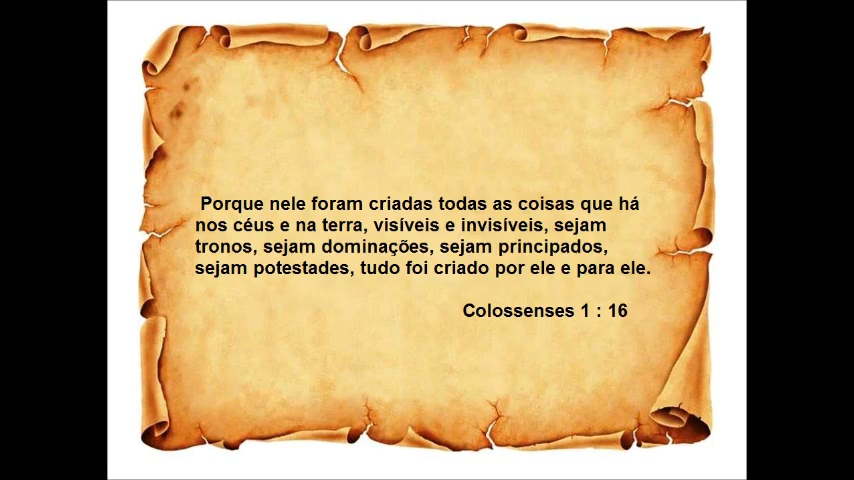 Porque nele foram criadas todas as coisas que há
nos céus e na terra, visíveis e invisíveis, sejam
tronos, sejam dominações, sejam principados,
sejam potestades, tudo foi criado por ele e para ele.
Colossenses 1 : 16